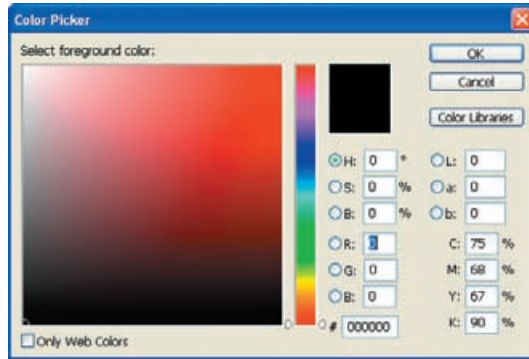 Color Picker
Select foreground color:
OK
Cancel
Color Libraries
H: 0 ° L: 0
S: 0 % a: 0
B: 0 % b: 0
R: 0 C: 75 %
G: 0 M: 68 %
B: 0 Y: 67 %
# 000000 K: 90 %
Only Web Colors